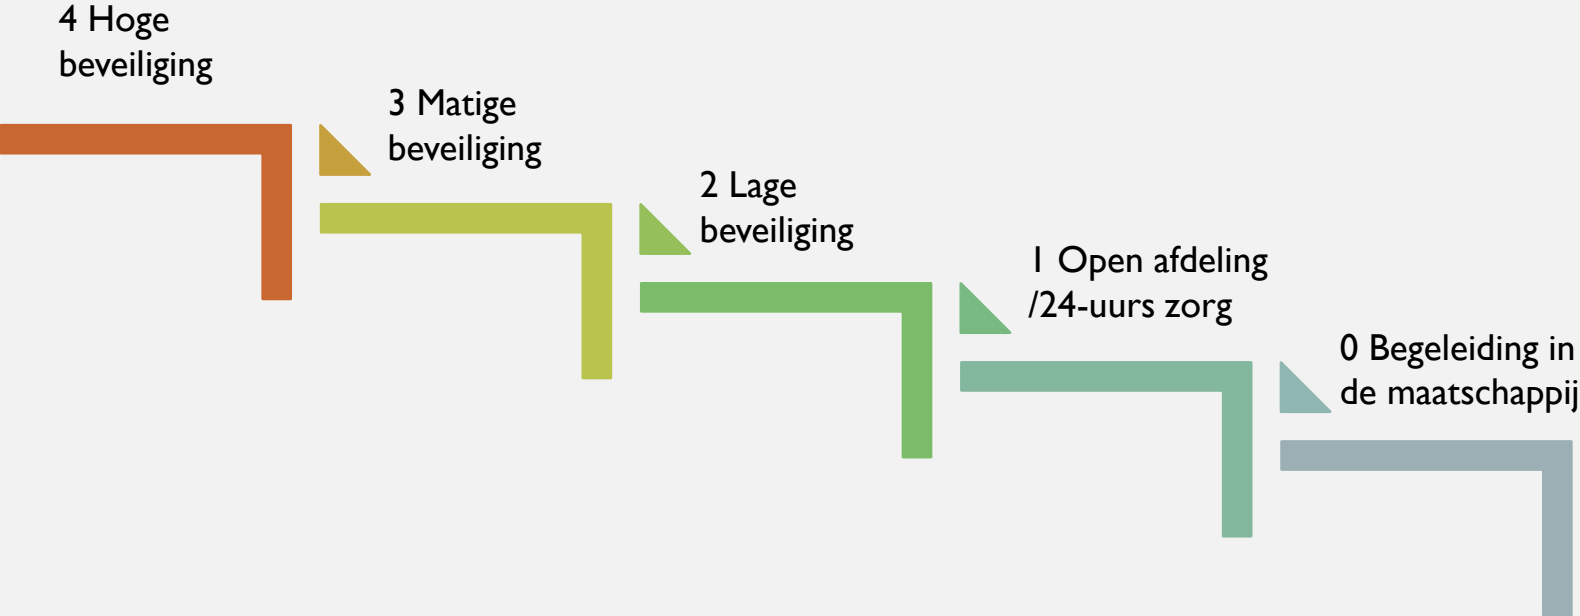 4 Hoge
beveiliging
3 Matige
beveiliging
2 Lage
beveiliging
1 Open afdeling
/24-uurs zorg
0 Begeleiding in
de maatschappij